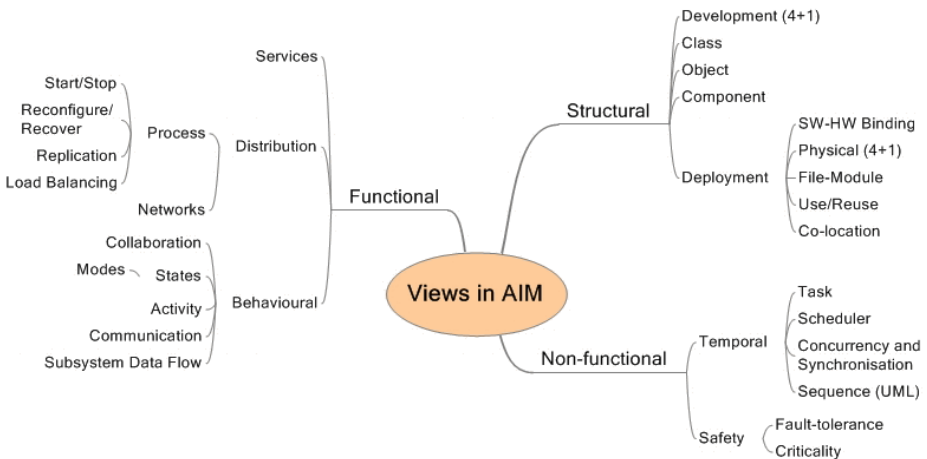 Views in AIM
Functional
Services
Distribution
Process
Start/Stop
Reconfigure/
Recover
Replication
Load Balancing
Networks
Behavioural
Collaboration
States
Modes
Activity
Communication
Subsystem Data Flow
Structural
Development (4+1)
Class
Object
Component
Deployment
SW-HW Binding
Physical (4+1)
File-Module
Use/Reuse
Co-location
Non-functional
Temporal
Task
Scheduler
Concurrency and
Synchronisation
Sequence (UML)
Safety
Fault-tolerance
Criticality